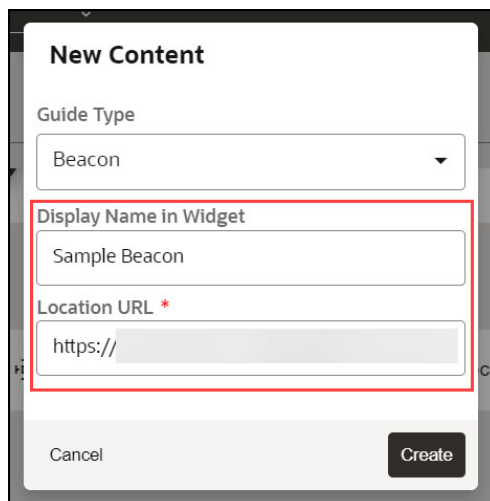 New Content
Guide Type
Beacon
Display Name in Widget
Sample Beacon
Location URL *
https://
Cancel
Create